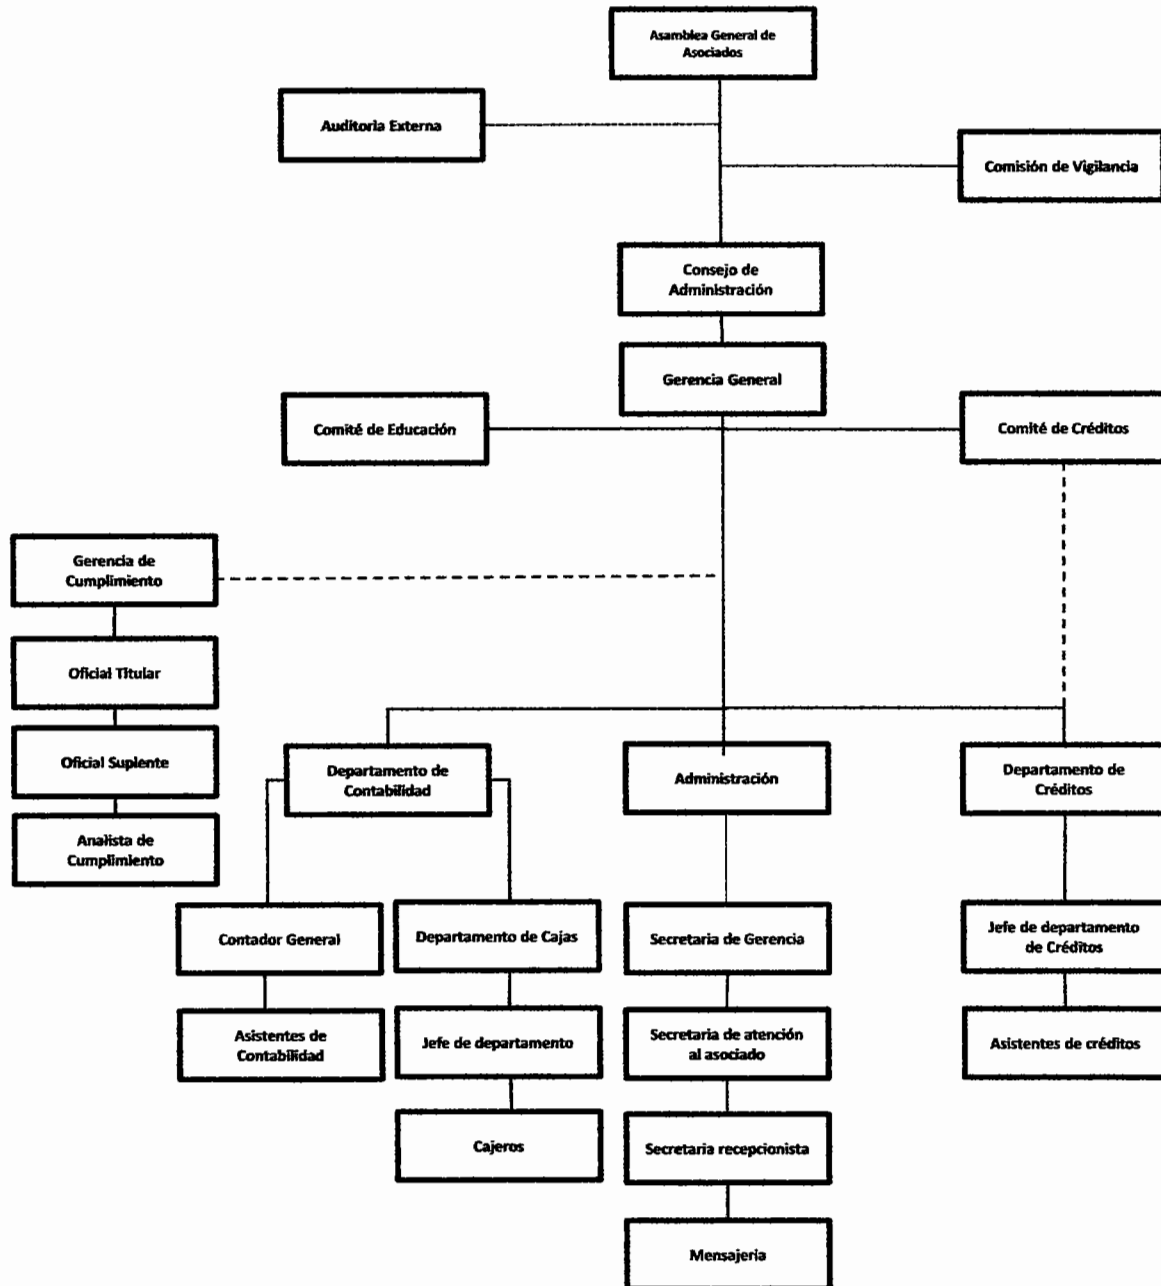 Asamblea General de
Asociados
Auditoria Externa
Comisión de Vigilancia
Consejo de
Administración
Gerencia General
Comité de Educación
Comité de Créditos
Gerencia de
Cumplimiento
Oficial Titular
Oficial Suplente
Analista de
Cumplimiento
Departamento de
Contabilidad
Administración
Departamento de
Créditos
Contador General
Departamento de Cajas
Secretaria de Gerencia
Jefe de departamento
de Créditos
Asistentes de
Contabilidad
Jefe de departamento
Secretaria de atención
al asociado
Asistentes de créditos
Cajeros
Secretaria recepcionista
Mensajeria